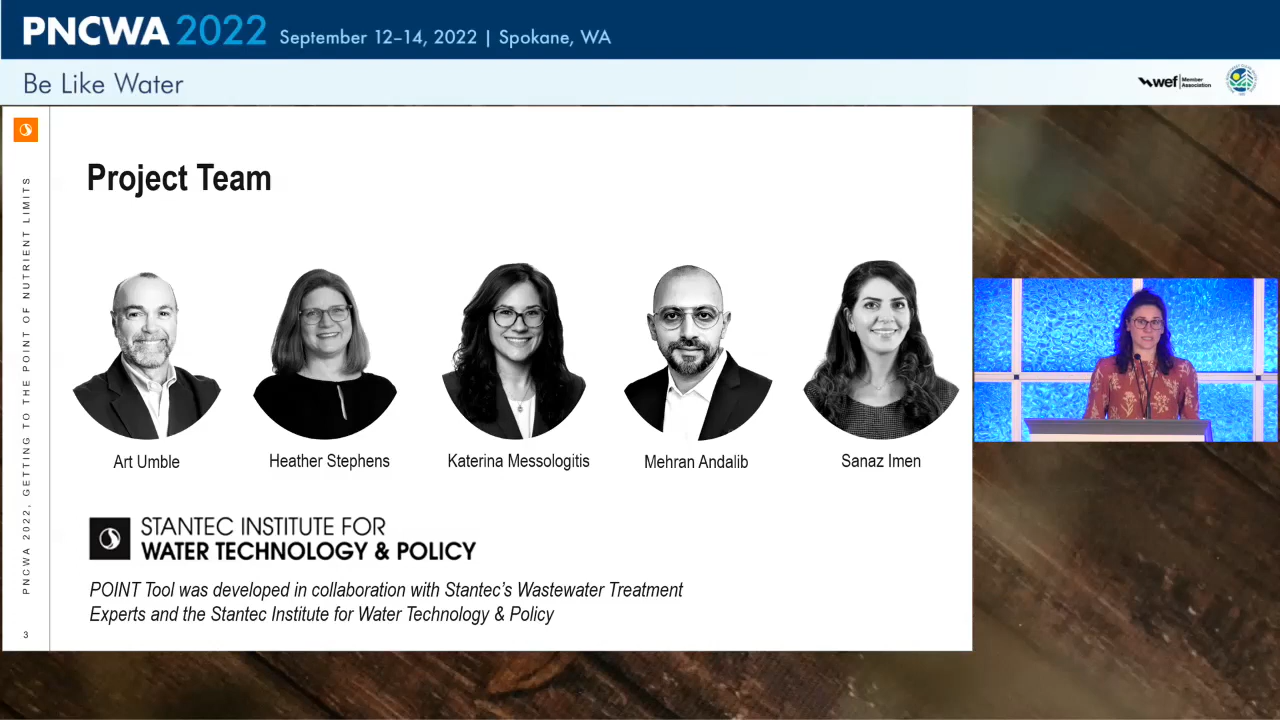 PNCWA 2022 September 12–14, 2022 | Spokane, WA
Be Like Water
wef Member Association
PNCWA 2022, GETTING TO THE POINT OF NUTRIENT LIMITS
3
Project Team
Art Umble
Heather Stephens
Katerina Messologitis
Mehran Andalib
Sanaz Imen
STANTEC INSTITUTE FOR
WATER TECHNOLOGY & POLICY
POINT Tool was developed in collaboration with Stantec's Wastewater Treatment
Experts and the Stantec Institute for Water Technology & Policy